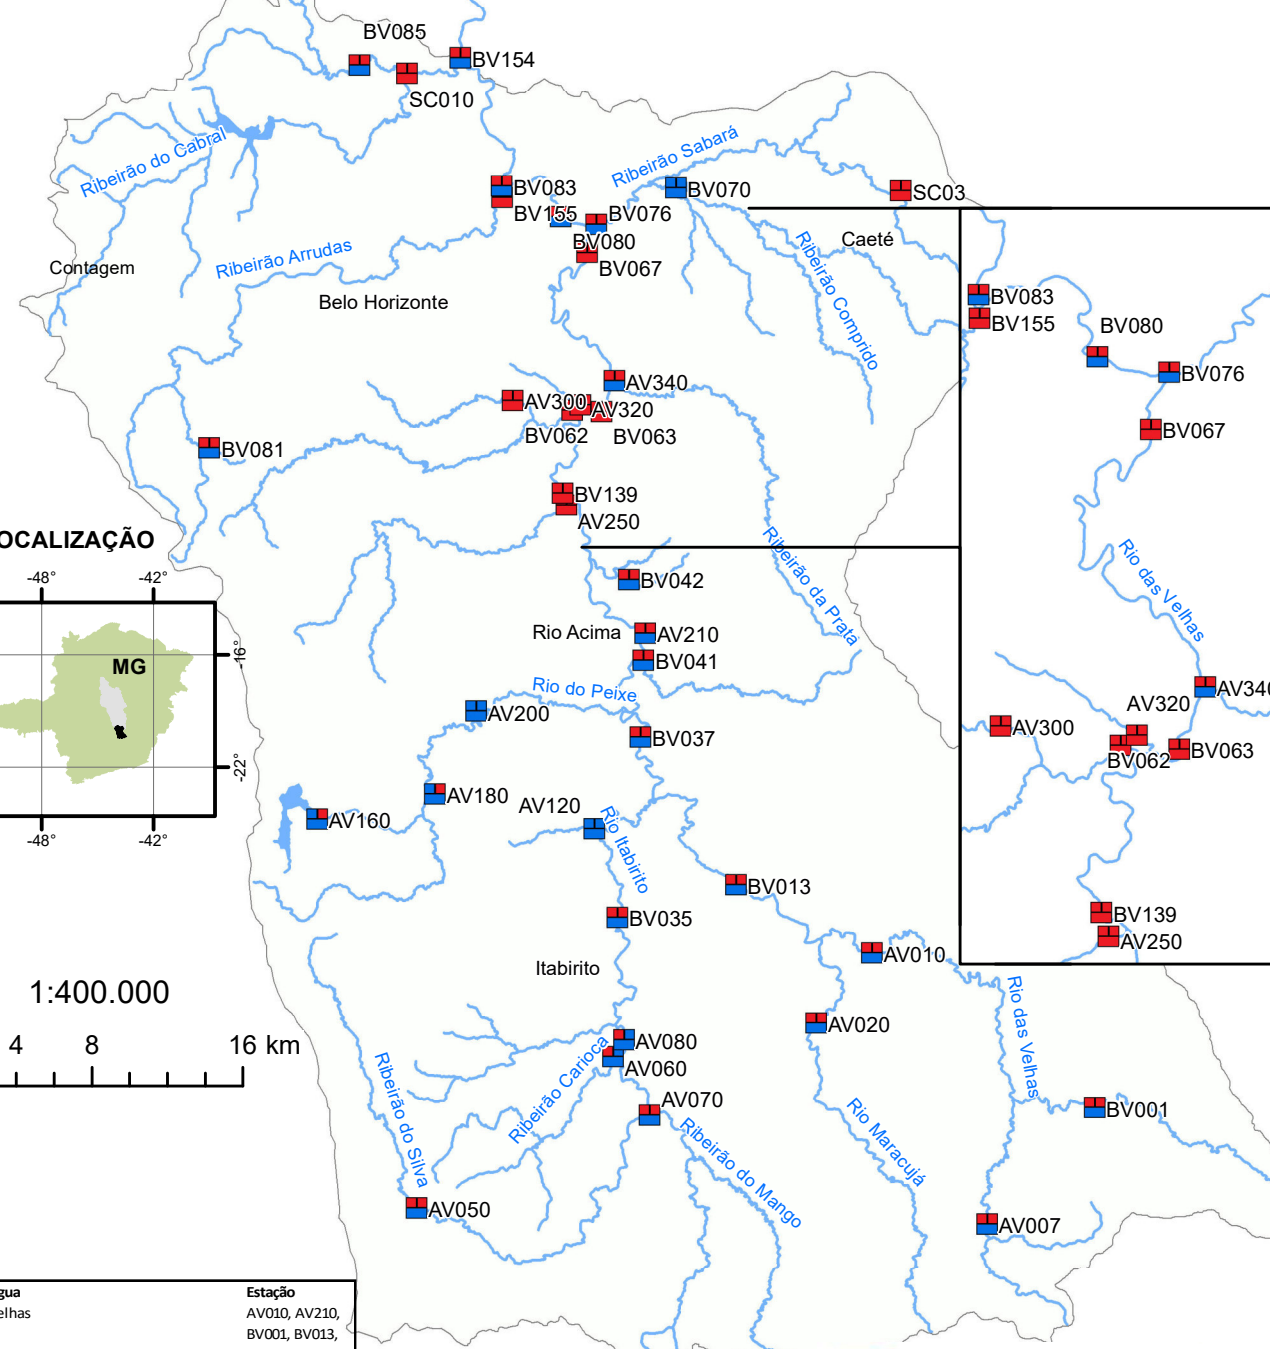 BV085
BV154
SC010
Ribeirão do Cabral
Ribeirão Sabará
BV083
BV070
SC03
BV155
BV076
BV080
BV067
Caeté
Ribeirão Comprido
Contagem
Ribeirão Arrudas
Belo Horizonte
BV083
BV155
BV080
BV076
BV067
AV340
AV300
AV320
BV062
BV063
BV081
BV139
AV250
Rio das Velhas
OCALIZAÇÃO
-48°
-42°
MG
-16°
-22°
-48°
-42°
BV042
Ribeirão da Prata
Rio Acima
AV210
BV041
Rio do Peixe
AV200
BV037
AV340
AV320
AV300
BV062
BV063
AV180
AV160
AV120
Rio Itabirito
BV013
BV035
BV139
AV250
AV010
Itabirito
1:400.000
4 8 16 km
AV020
Rio das Velhas
AV080
AV060
Ribeirão Carioca
AV070
Ribeirão do Silva
Ribeirão do Mango
Rio Maracujá
BV001
AV050
AV007
gua Estação
elhas AV010, AV210,
BV001, BV013,